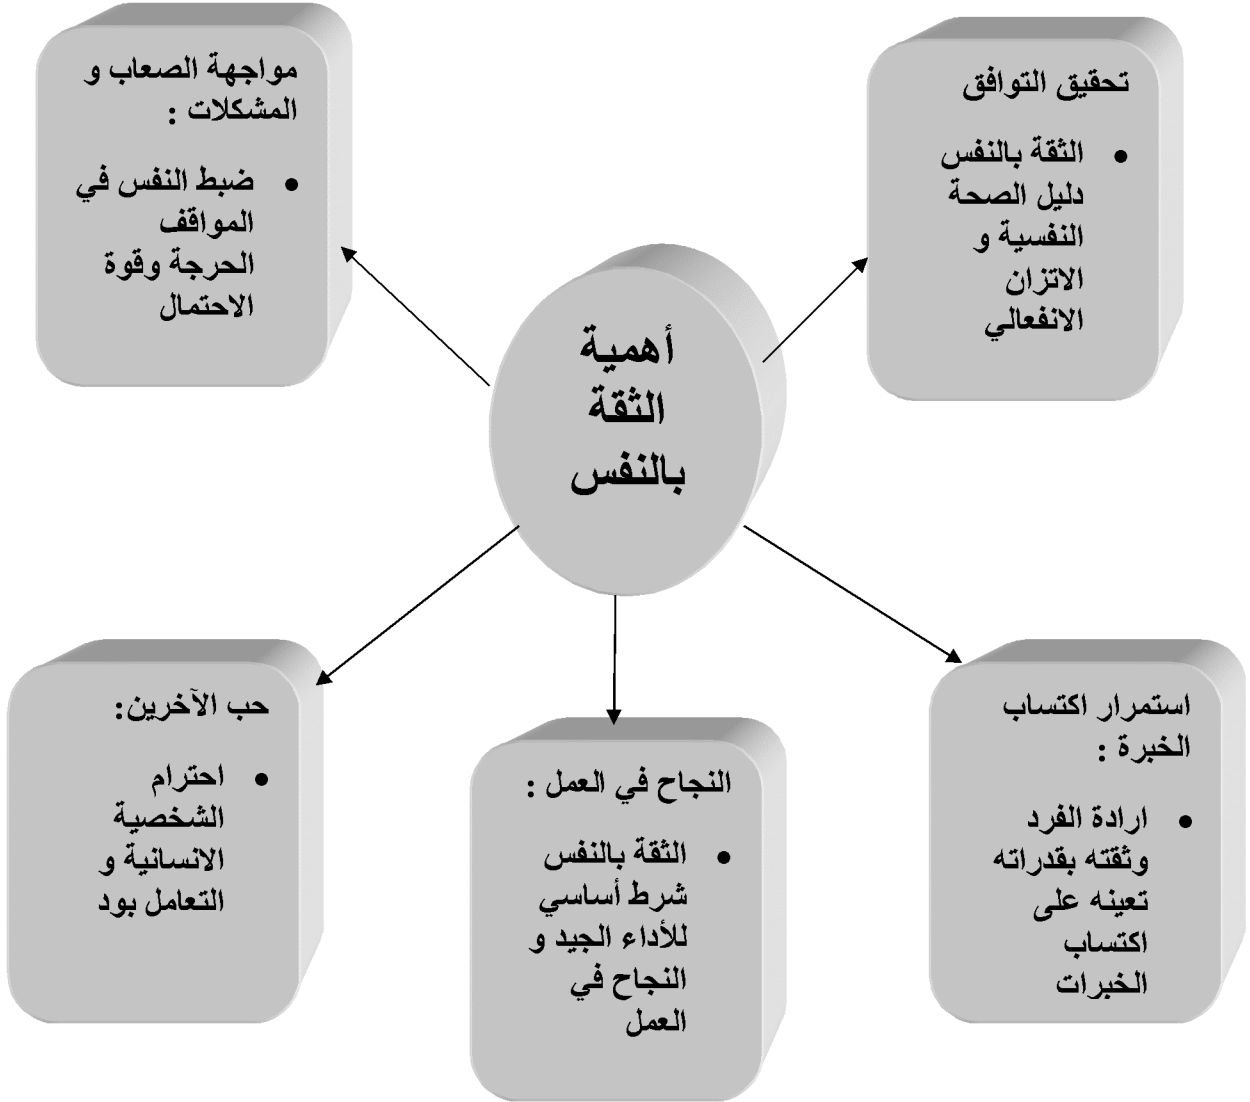 أهمية
الثقة
بالنفس
تحقيق التوافق
• الثقة بالنفس
دليل الصحة
النفسية و
الاتزان
الانفعالي
مواجهة الصعاب و
المشكلات :
• ضبط النفس في
المواقف
الحرجة وقوة
الاحتمال
استمرار اكتساب
الخبرة :
• ارادة الفرد
وثقته بقدراته
تعينه على
اكتساب
الخبرات
النجاح في العمل :
• الثقة بالنفس
شرط أساسي
للأداء الجيد و
النجاح في
العمل
حب الآخرين:
• احترام
الشخصية
الانسانية و
التعامل بود